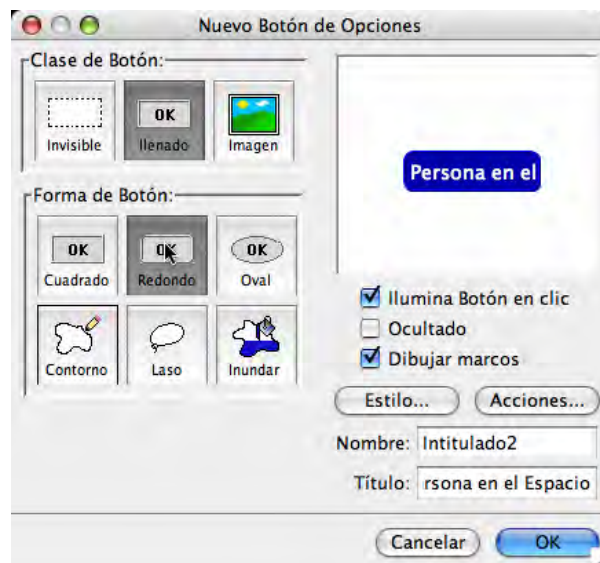 Nuevo Botón de Opciones
Clase de Botón:
OK
Invisible
llenado
Imagen
Forma de Botón:
OK
OK
OK
Cuadrado
Redondo
Oval
Contorno
Laso
Inundar
Persona en el
Ilumina Botón en clic
Ocultado
Dibujar marcos
Estilo...
Acciones...
Nombre: Intitulado2
Título: rsona en el Espacio
Cancelar
OK